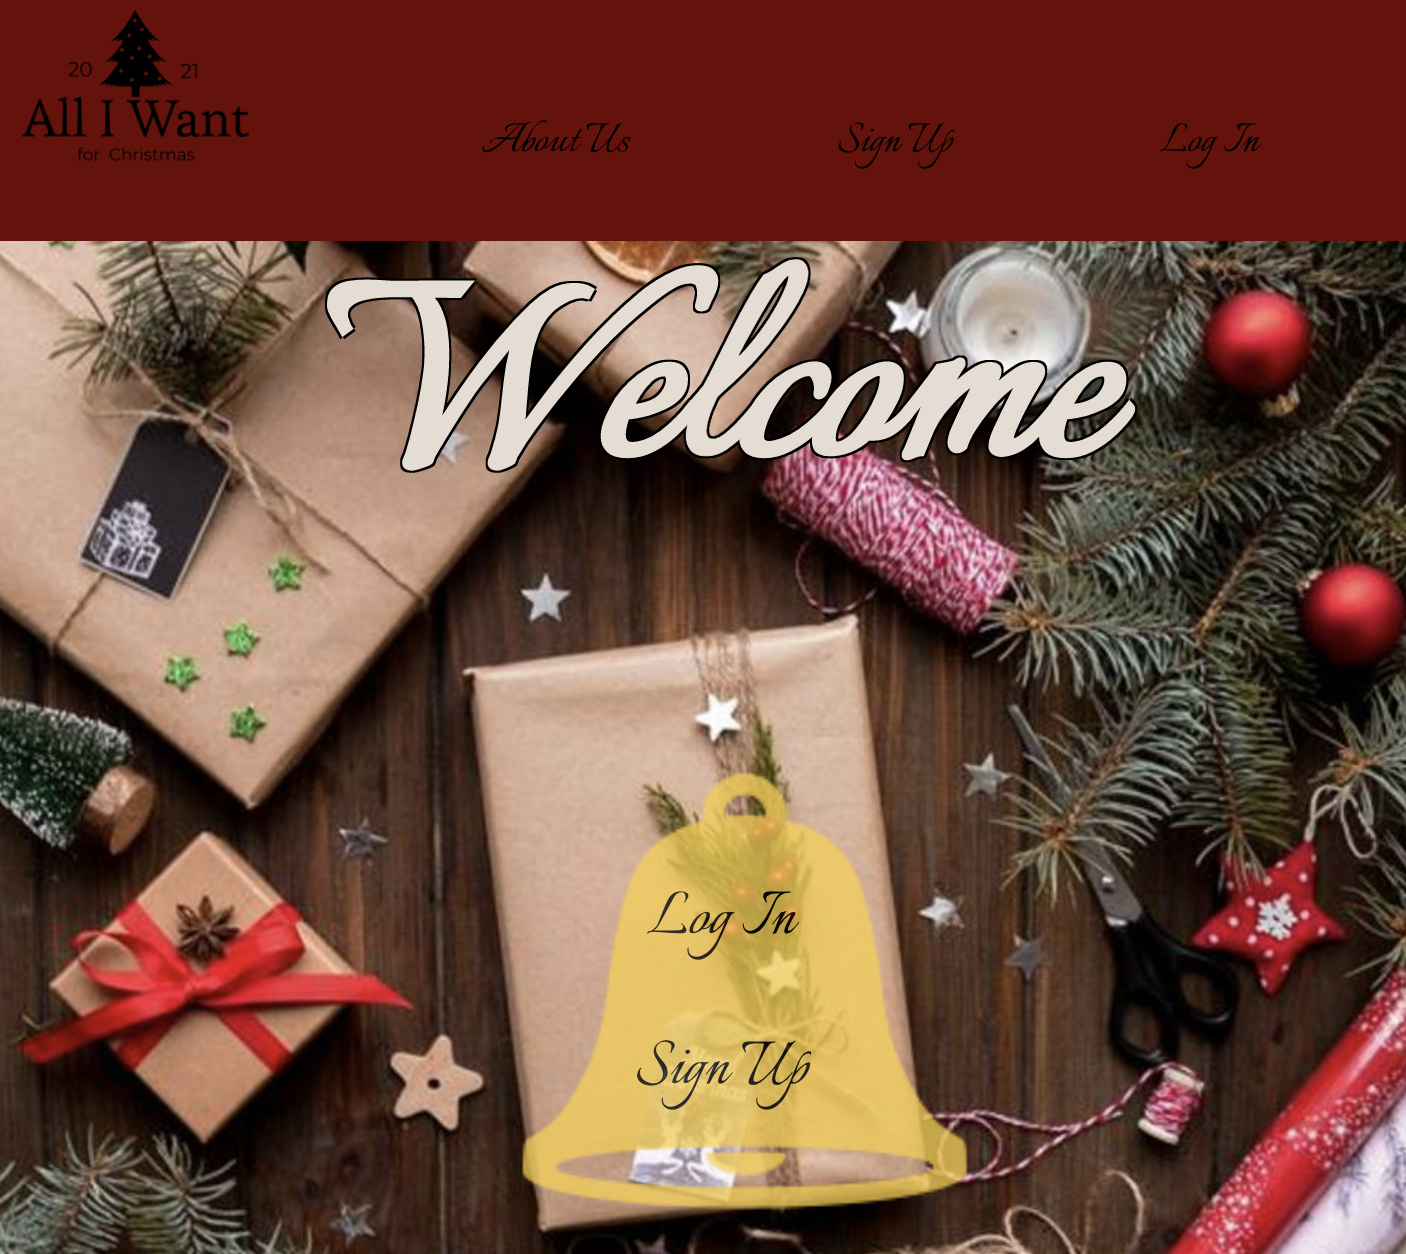 20 21
All I Want
for Christmas
About Us Sign Up Log In
Welcome
Log In
Sign Up